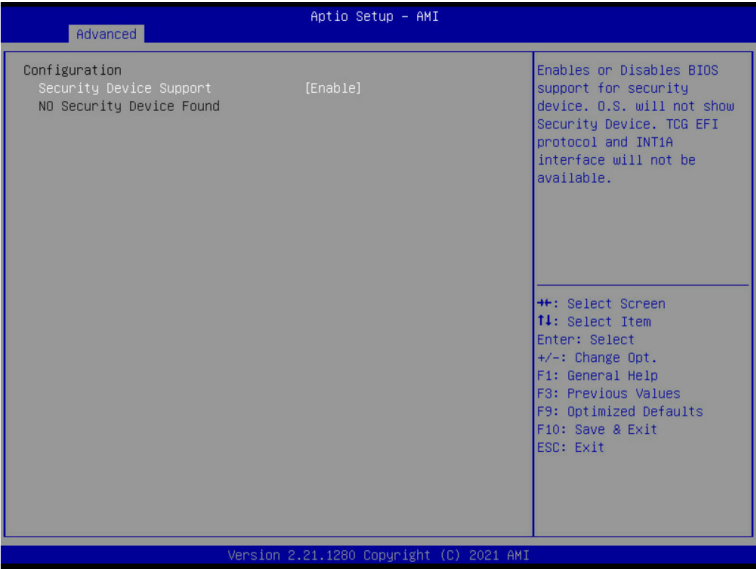 Aptio Setup - AMI
Advanced
Configuration
Security Device Support [Enable]
NO Security Device Found
Enables or Disables BIOS
support for security
device. O.S. will not show
Security Device. TCG EFI
protocol and INT1A
interface will not be
available.
→←: Select Screen
↑↓: Select Item
Enter: Select
+/-: Change Opt.
F1: General Help
F3: Previous Values
F9: Optimized Defaults
F10: Save & Exit
ESC: Exit
Version 2.21.1280 Copyright (C) 2021 AMI